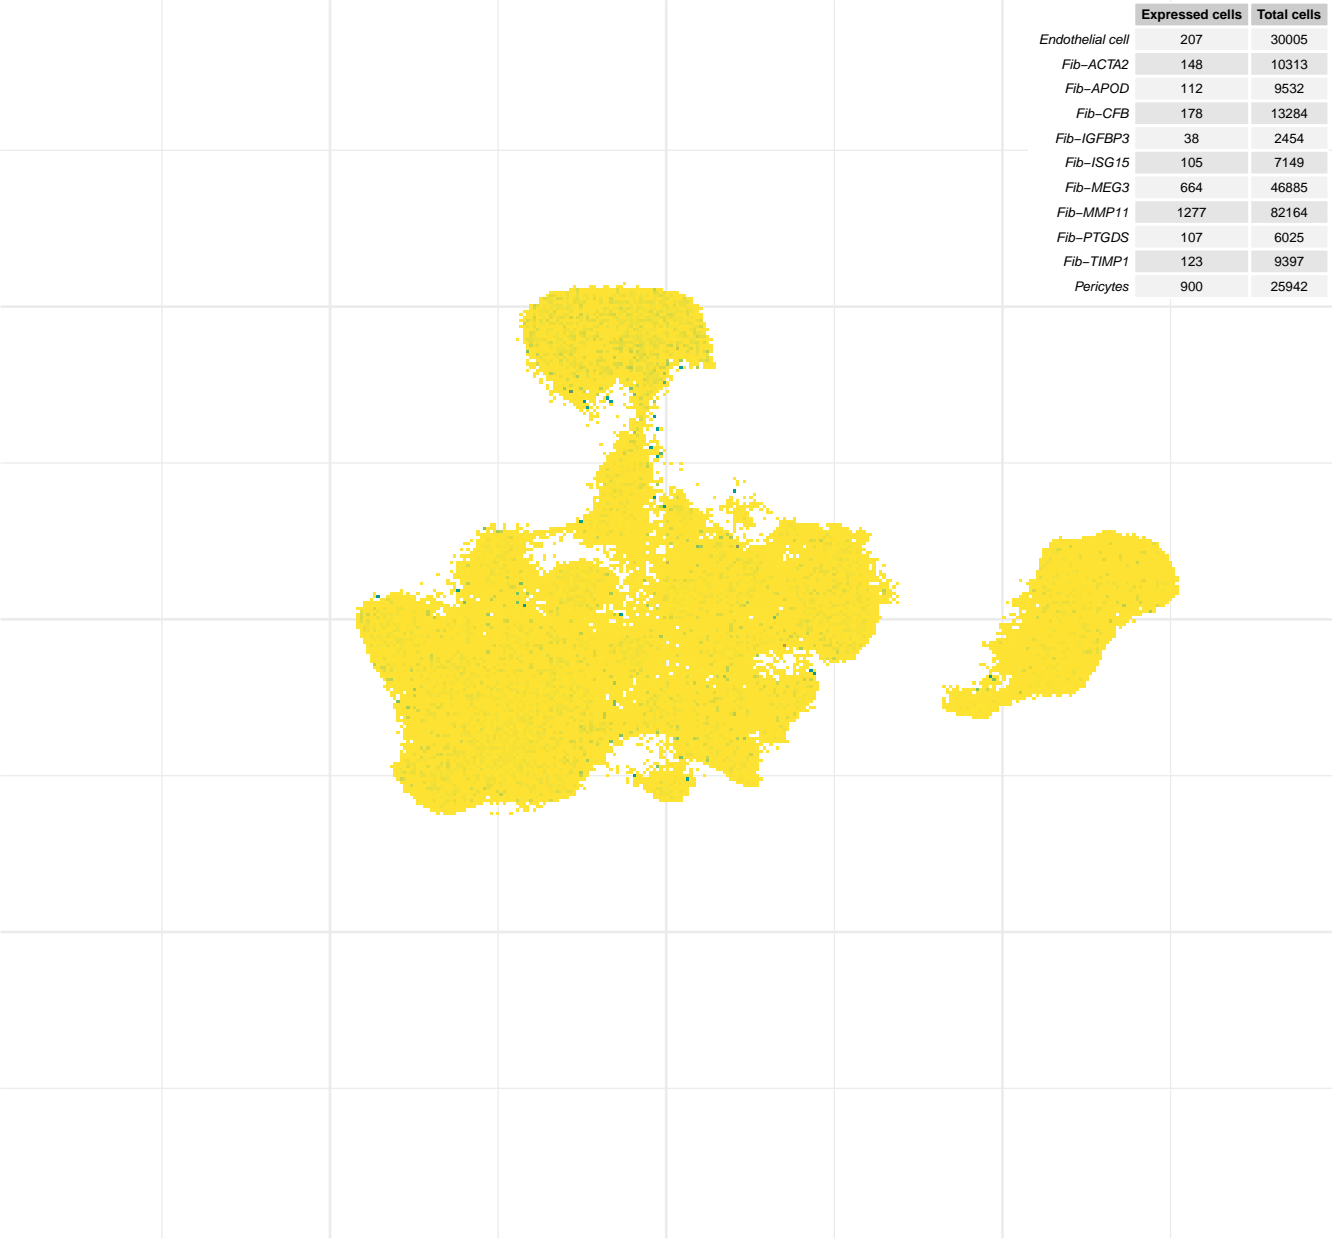 Expressed cells Total cells
Endothelial cell 207 30005
Fib−ACTA2 148 10313
Fib−APOD 112 9532
Fib−CFB 178 13284
Fib−IGFBP3 38 2454
Fib−ISG15 105 7149
Fib−MEG3 664 46885
Fib−MMP11 1277 82164
Fib−PTGDS 107 6025
Fib−TIMP1 123 9397
Pericytes 900 25942